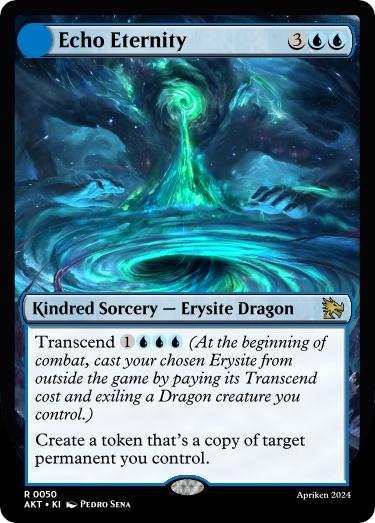 Echo Eternity 3
Kindred Sorcery — Erysite Dragon
Transcend 1 (At the beginning of
combat, cast your chosen Erysite from
outside the game by paying its Transcend
cost and exiling a Dragon creature you
control.)
Create a token that's a copy of target
permanent you control.
R 0050
Apriken 2024
AKT • KI Pedro Sena